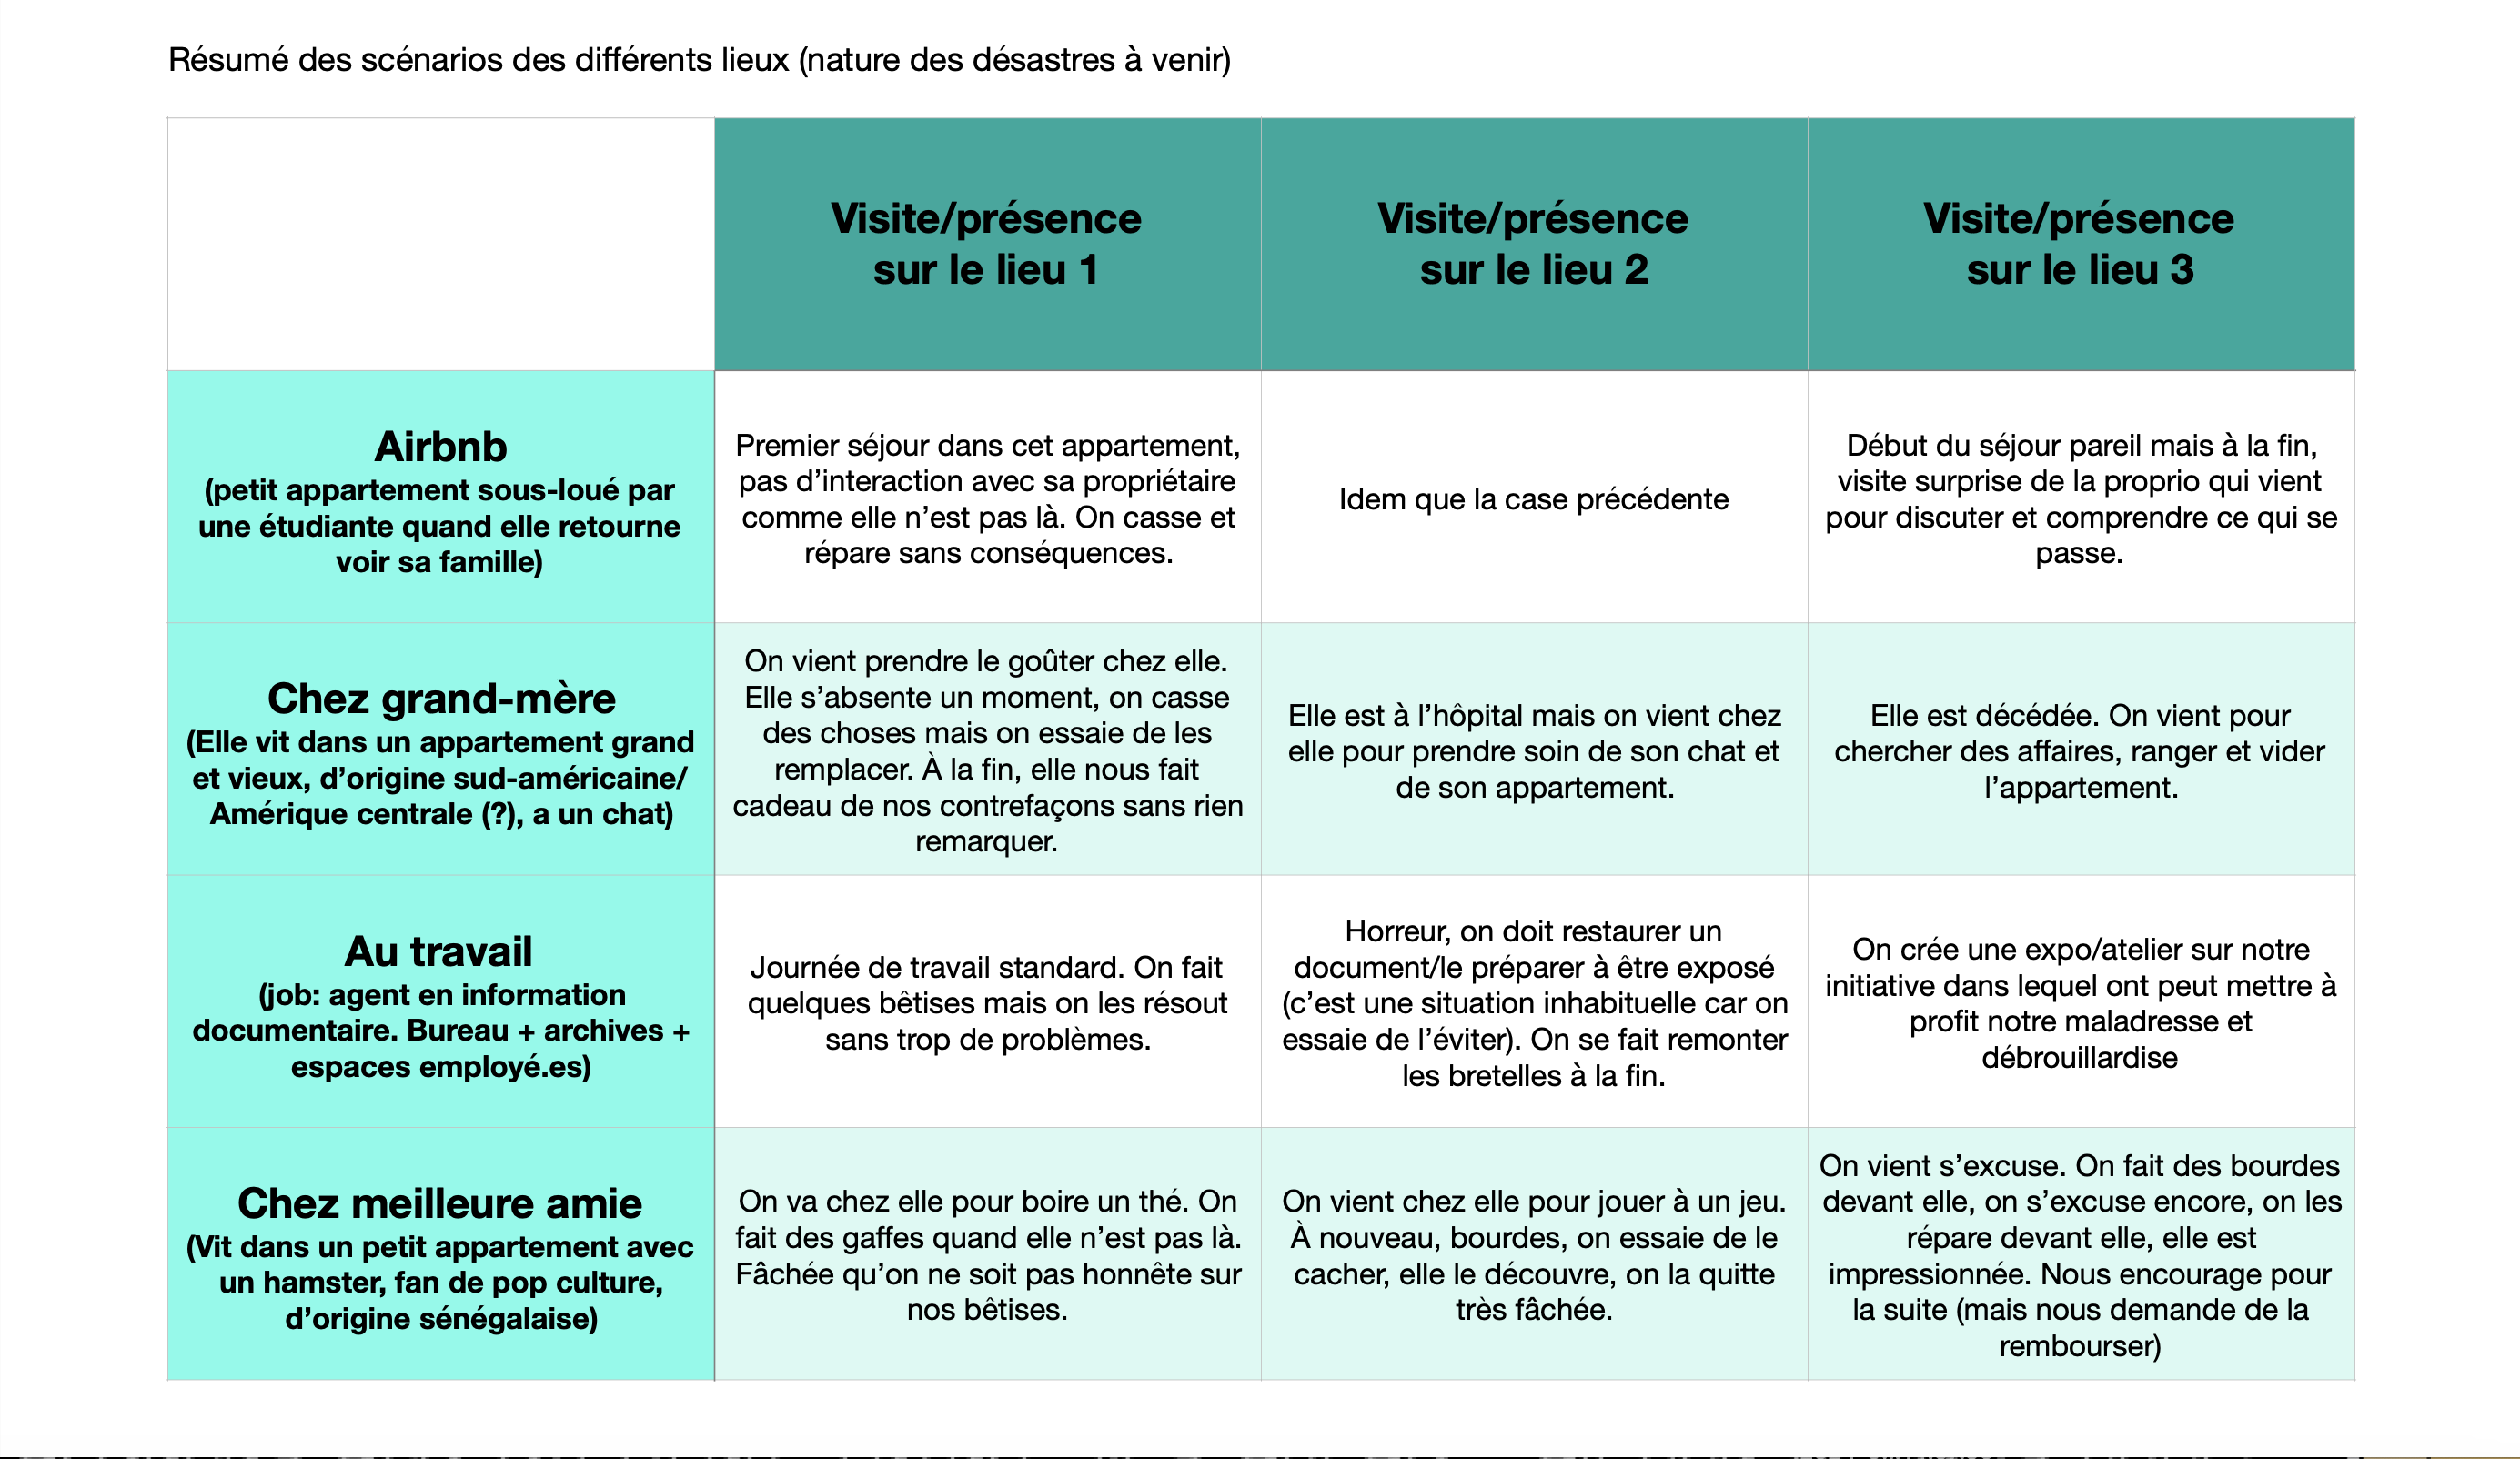 Résumé des scénarios des différents lieux (nature des désastres à venir)
Visite/présence
sur le lieu 1
Visite/présence
sur le lieu 2
Visite/présence
sur le lieu 3
Airbnb
(petit appartement sous-loué par
une étudiante quand elle retourne
voir sa famille)
Premier séjour dans cet appartement,
pas d’interaction avec sa propriétaire
comme elle n’est pas là. On casse et
répare sans conséquences.
Idem que la case précédente
Début du séjour pareil mais à la fin,
visite surprise de la proprio qui vient
pour discuter et comprendre ce qui se
passe.
Chez grand-mère
(Elle vit dans un appartement grand
et vieux, d’origine sud-américaine/
Amérique centrale (?), a un chat)
On vient prendre le goûter chez elle.
Elle s’absente un moment, on casse
des choses mais on essaie de les
remplacer. À la fin, elle nous fait
cadeau de nos contrefaçons sans rien
remarquer.
Elle est à l’hôpital mais on vient chez
elle pour prendre soin de son chat et
de son appartement.
Elle est décédée. On vient pour
chercher des affaires, ranger et vider
l’appartement.
Au travail
(job: agent en information
documentaire. Bureau + archives +
espaces employé.es)
Journée de travail standard. On fait
quelques bêtises mais on les résout
sans trop de problèmes.
Horreur, on doit restaurer un
document/le préparer à être exposé
(c’est une situation inhabituelle car on
essaie de l’éviter). On se fait remonter
les bretelles à la fin.
On crée une expo/atelier sur notre
initiative dans lequel ont peut mettre à
profit notre maladresse et
débrouillardise
Chez meilleure amie
(Vit dans un petit appartement avec
un hamster, fan de pop culture,
d’origine sénégalaise)
On va chez elle pour boire un thé. On
fait des gaffes quand elle n’est pas là.
Fâchée qu’on ne soit pas honnête sur
nos bêtises.
On vient chez elle pour jouer à un jeu.
À nouveau, bourdes, on essaie de le
cacher, elle le découvre, on la quitte
très fâchée.
On vient s’excuse. On fait des bourdes
devant elle, on s’excuse encore, on les
répare devant elle, elle est
impressionnée. Nous encourage pour
la suite (mais nous demande de la
rembourser)